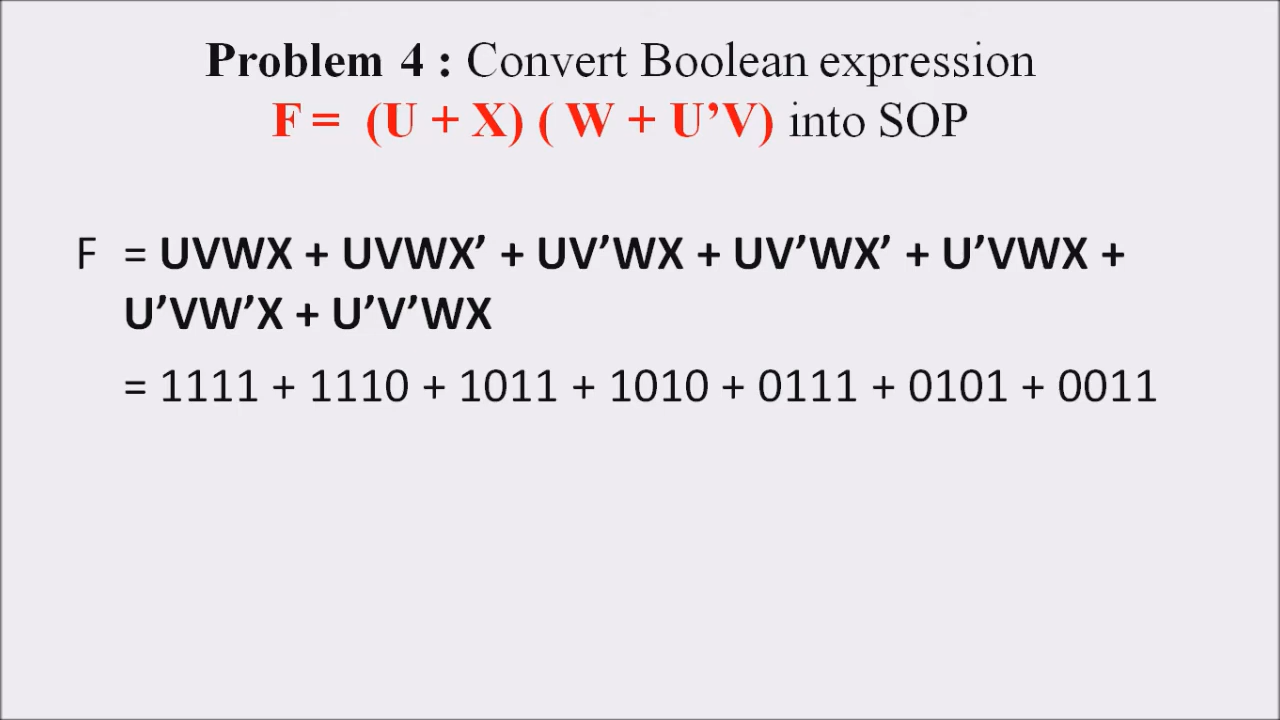 Problem 4 : Convert Boolean expression
F = (U + X) ( W + U’V) into SOP
F = UVWX + UVWX’ + UV’WX + UV’WX’ + U’VWX +
U’VW’X + U’V’WX
= 1111 + 1110 + 1011 + 1010 + 0111 + 0101 + 0011